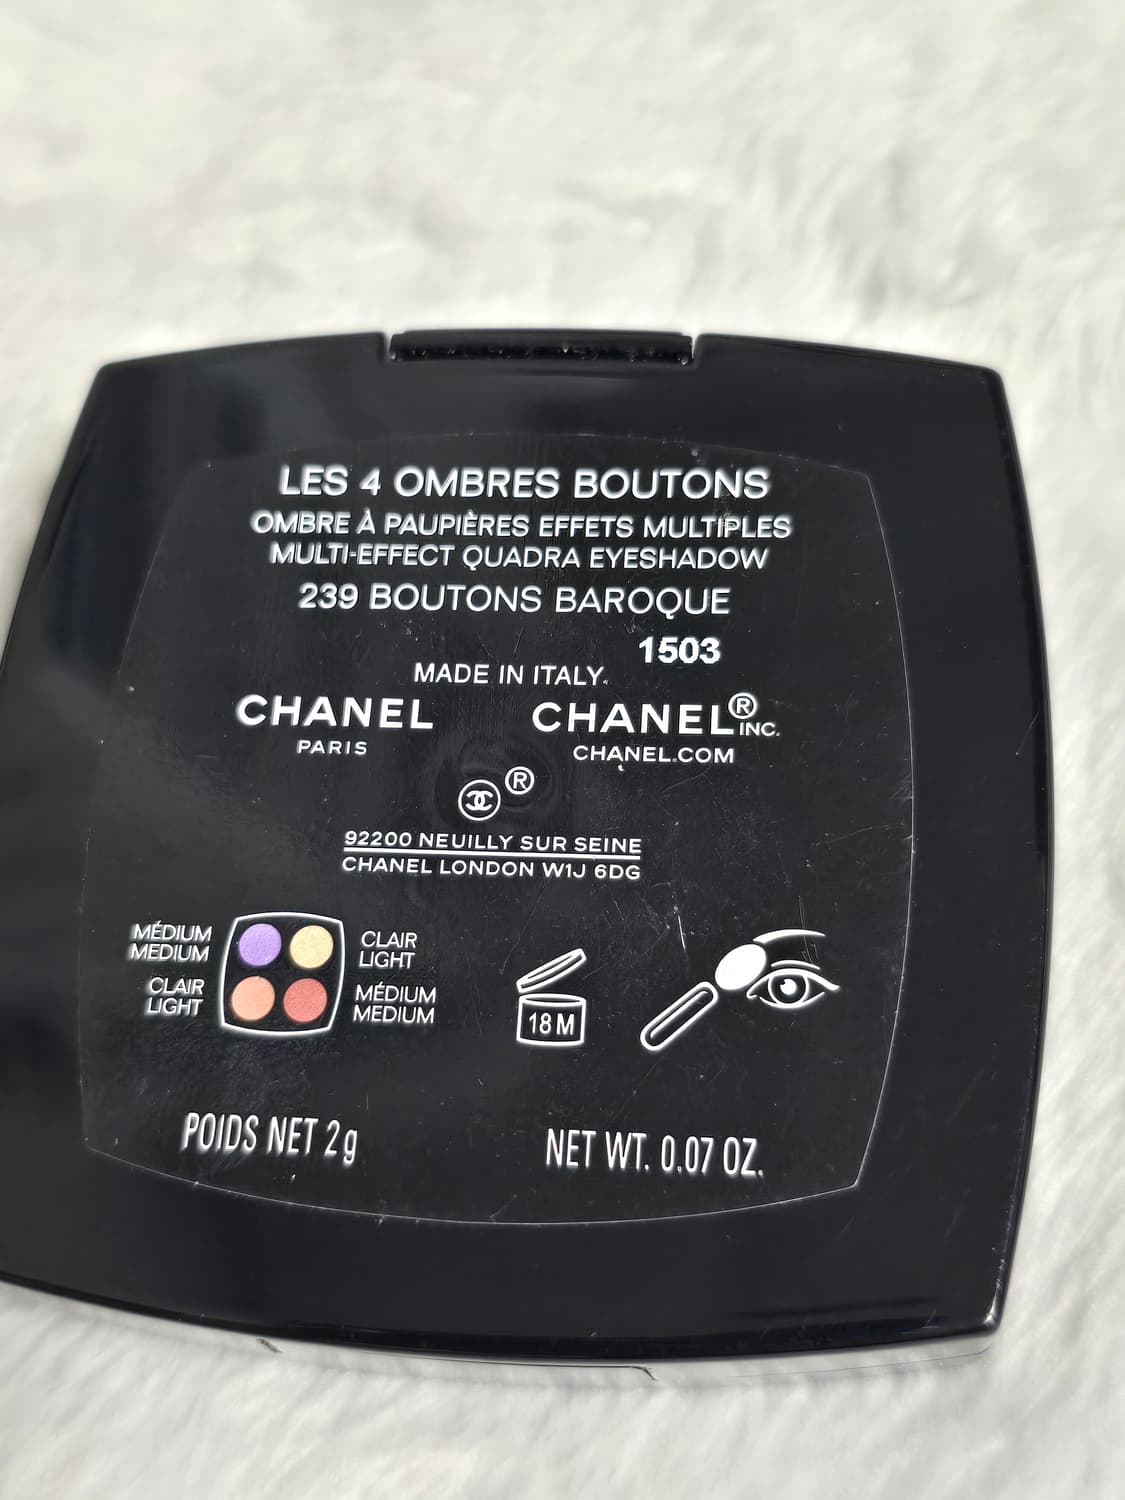 LES 4 OMBRES BOUTONS
OMBRE À PAUPIÈRES EFFETS MULTIPLES
MULTI-EFFECT QUADRA EYESHADOW
239 BOUTONS BAROQUE
1503
MADE IN ITALY.
CHANEL CHANEL® INC.
PARIS CHANEL.COM
®
92200 NEUILLY SUR SEINE
CHANEL LONDON W1J 6DG
MÉDIUM
MEDIUM
CLAIR
LIGHT
CLAIR
LIGHT
MÉDIUM
MEDIUM
18 M
POIDS NET 2g NET WT. 0.07 OZ.